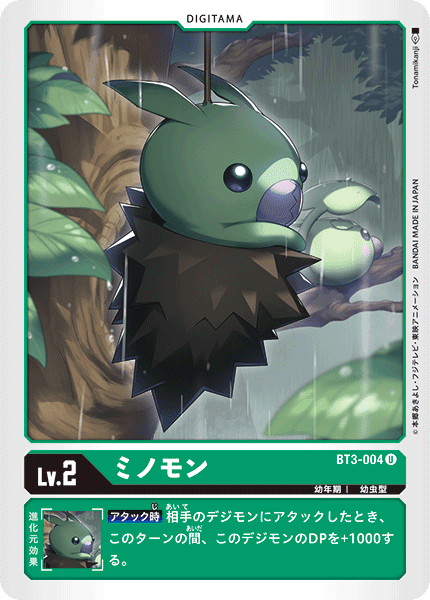 DIGITAMA
Tonamikanji
© 本郷あきよし・フジテレビ・東映アニメーション BANDAI MADE IN JAPAN
BT3-004 U
Lv.2 ミノモン
幼年期 | 幼虫型
進化元効果
アタック時 相手のデジモンにアタックしたとき、
このターンの間、このデジモンのDPを+1000す
る。